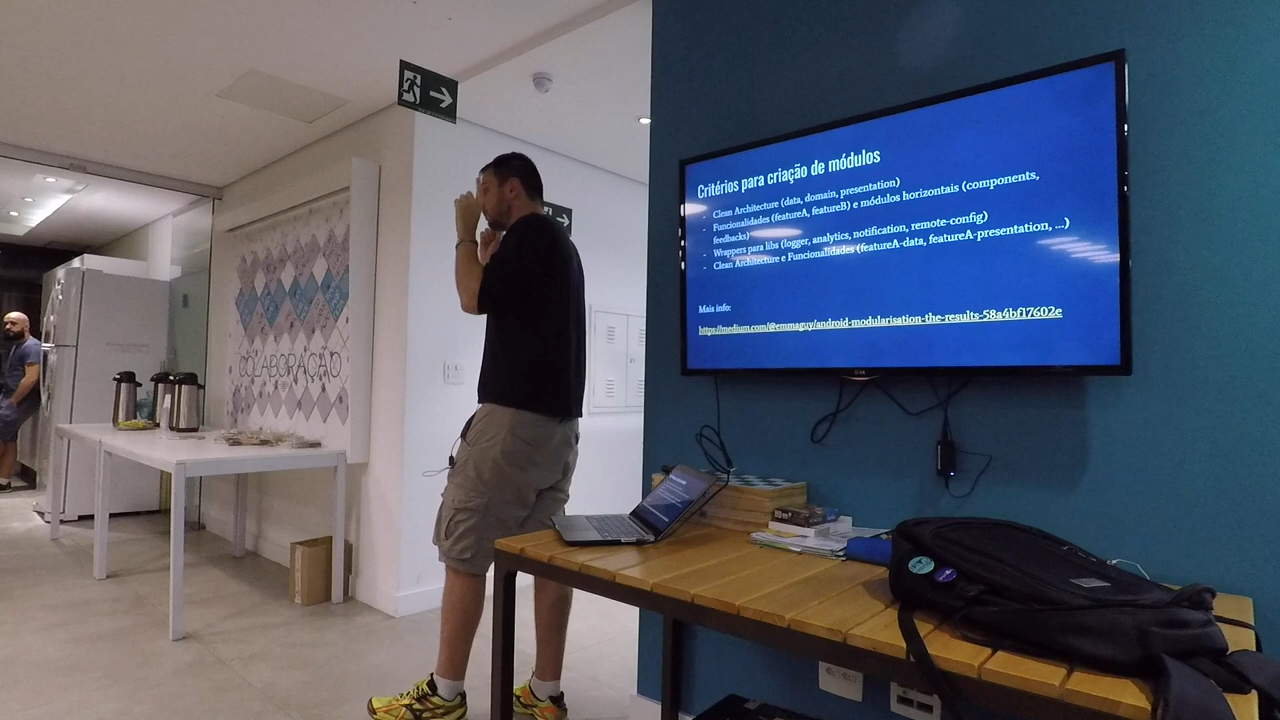 Critérios para criação de módulos
- Clean Architecture (data, domain, presentation)
- Funcionalidades (featureA, featureB) e módulos horizontais (components,
feedbacks)
- Wrappers para libs (logger, analytics, notification, remote-config)
- Clean Architecture e Funcionalidades (featureA-data, featureA-presentation, ...)
Mais info:
https://medium.com/@emmaguy/android-modularisation-the-results-58a4bf17602e
COLABORAÇÃO